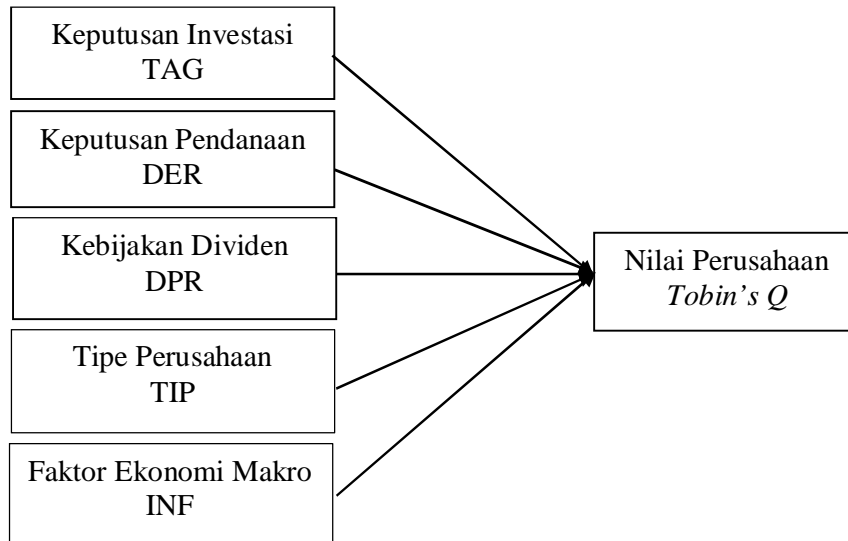 Keputusan Investasi
TAG
Keputusan Pendanaan
DER
Kebijakan Dividen
DPR
Tipe Perusahaan
TIP
Faktor Ekonomi Makro
INF
Nilai Perusahaan
Tobin's Q